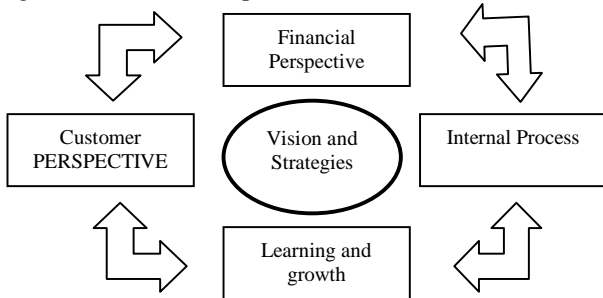 Financial
Perspective
Customer
PERSPECTIVE
Vision and
Strategies
Internal Process
Learning and
growth